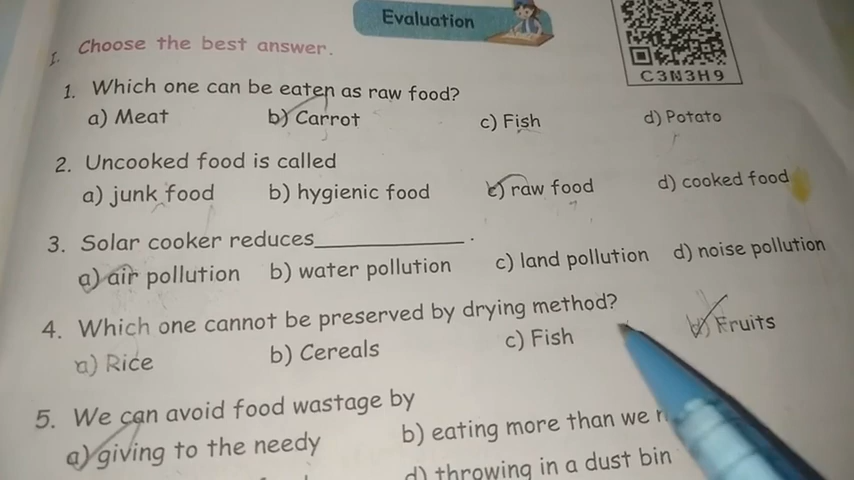 Evaluation
C3N3H9
I. Choose the best answer.
1. Which one can be eaten as raw food?
a) Meat b) Carrot c) Fish d) Potato
2. Uncooked food is called
a) junk food b) hygienic food c) raw food d) cooked food
3. Solar cooker reduces____________.
a) air pollution b) water pollution c) land pollution d) noise pollution
4. Which one cannot be preserved by drying method?
a) Rice b) Cereals c) Fish d) Fruits
5. We can avoid food wastage by
a) giving to the needy b) eating more than we
d) throwing in a dust bin